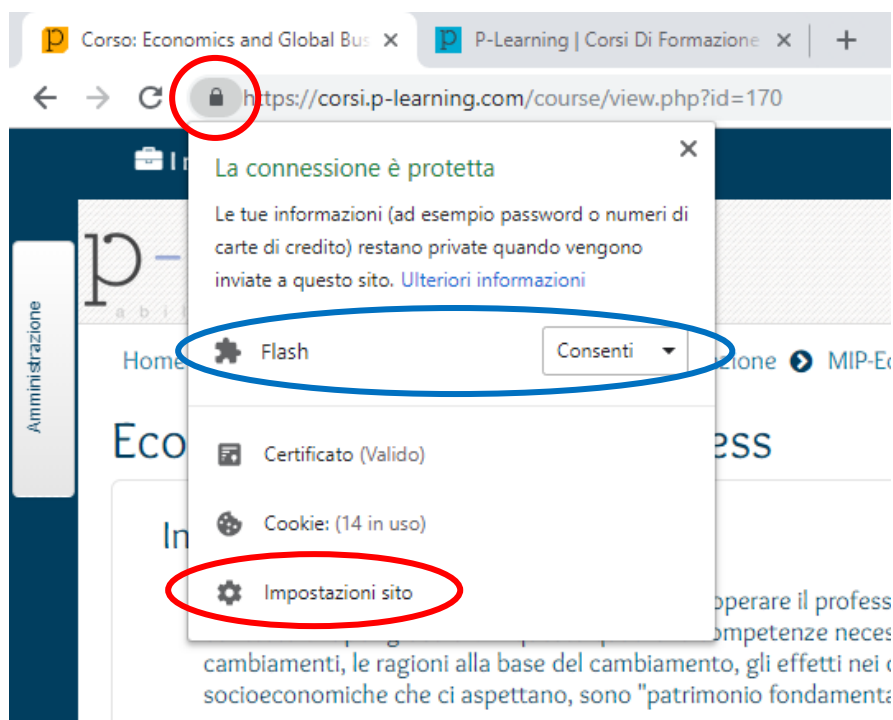 p Corso: Economics and Global Bus
p P-Learning | Corsi Di Formazione
https://corsi.p-learning.com/course/view.php?id=170
La connessione è protetta
Le tue informazioni (ad esempio password o numeri di
carte di credito) restano private quando vengono
inviate a questo sito. Ulteriori informazioni
p-
abi
Amministrazione
Flash
Consenti
Home
zione
MIP-Ec
Eco
ess
Certificato (Valido)
Cookie: (14 in uso)
In
Impostazioni sito
operare il profess
ompetenze neces
cambiamenti, le ragioni alla base del cambiamento, gli effetti nei
socioeconomiche che ci aspettano, sono "patrimonio fondamenta